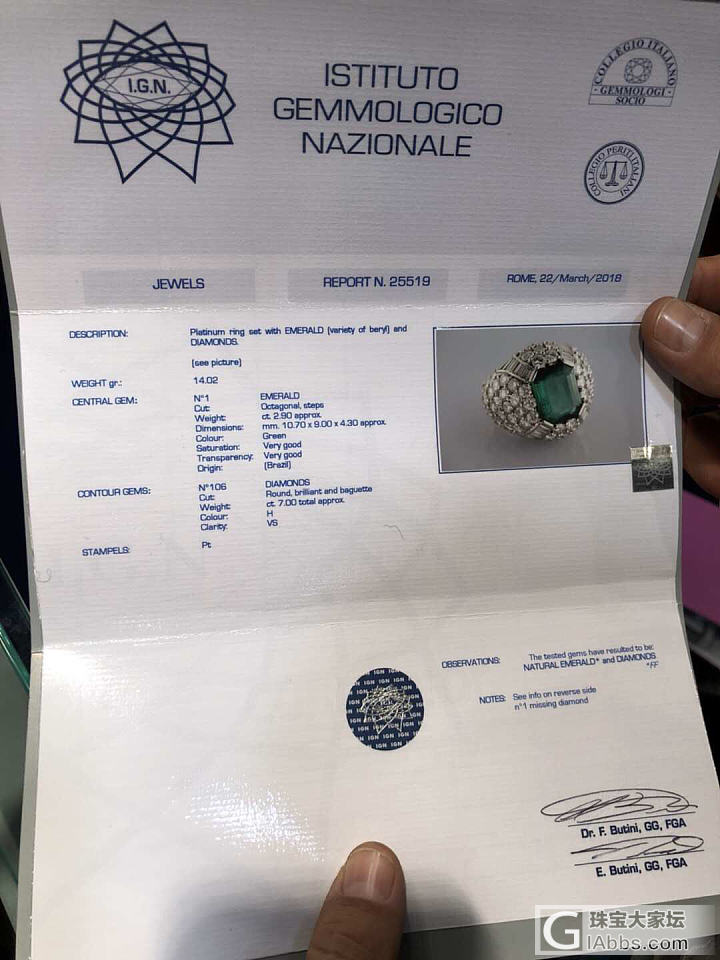 I.G.N.
ISTITUTO
GEMMOLOGICO
NAZIONALE
COLLEGIO ITALIANO
- GEMMOLOGI -
SOCIO
COLLEGIO PERITI ITALIANI
JEWELS
REPORT N. 25519
ROME, 22/March/2018
DESCRIPTION: Platinum ring set with EMERALD (variety of beryl) and
DIAMONDS.
(see picture)
WEIGHT gr.: 14.02
CENTRAL GEM: N°1 EMERALD
Cut: Octagonal, steps
Weight: ct. 2.90 approx.
Dimensions: mm. 10.70 x 9.00 x 4.30 approx.
Colour: Green
Saturation: Very good
Transparency: Very good
Origin: (Brazil)
CONTOUR GEMS: N°106 DIAMONDS
Cut: Round, brilliant and baguette
Weight: ct. 7.00 total approx.
Colour: H
Clarity: VS
STAMPELS: Pt
OBSERVATIONS: The tested gems have resulted to be:
NATURAL EMERALD* and DIAMONDS
*FF
NOTES: See info on reverse side
n°1 missing diamond
IGN IGN IGN
Dr. F. Butini, GG, FGA
E. Butini, GG, FGA
G 珠宝大家坛
IAbbs.com